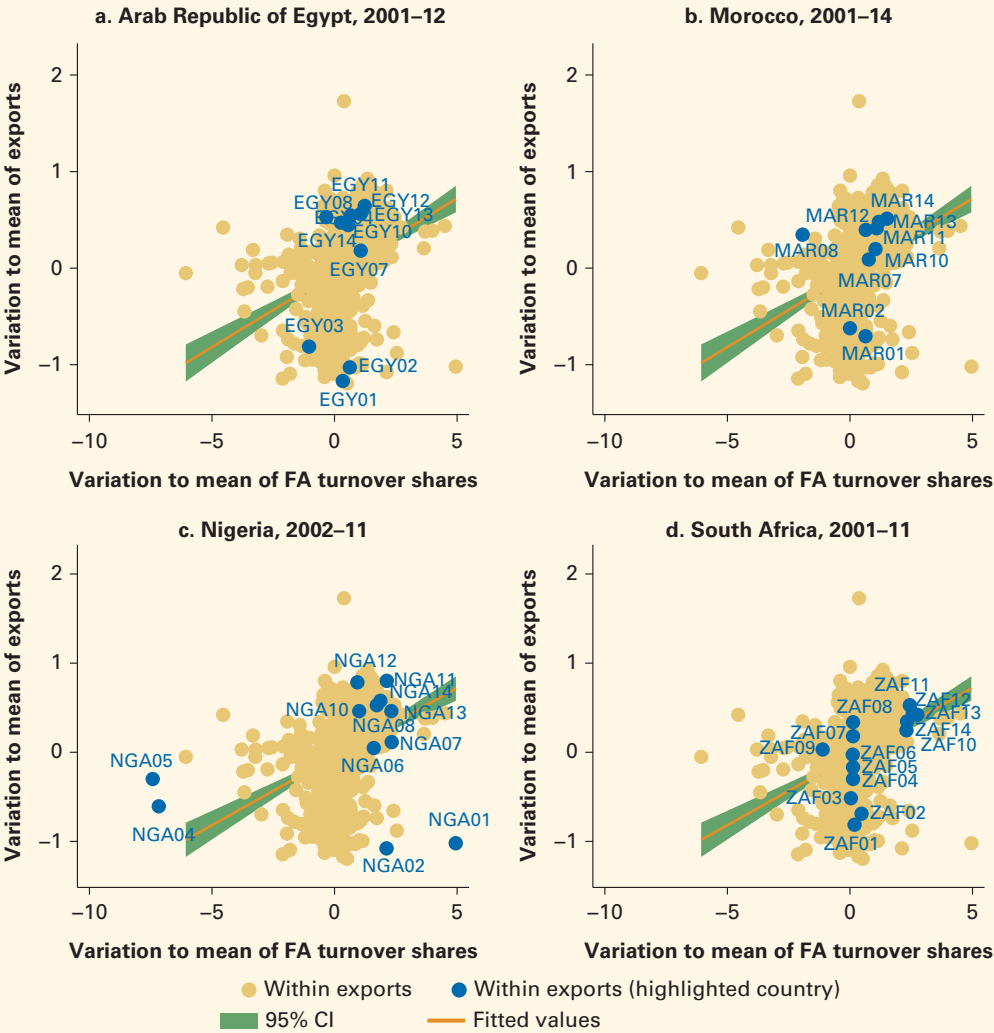 a. Arab Republic of Egypt, 2001–12
Variation to mean of exports
2
1
0
–1
EGY11
EGY08
EGY12
EGY13
EGY10
EGY14
EGY07
EGY03
EGY02
EGY01
–10 –5 0 5
Variation to mean of FA turnover shares
b. Morocco, 2001–14
Variation to mean of exports
2
1
0
–1
MAR14
MAR12
MAR13
MAR11
MAR08
MAR10
MAR07
MAR02
MAR01
–10 –5 0 5
Variation to mean of FA turnover shares
c. Nigeria, 2002–11
Variation to mean of exports
2
1
0
–1
NGA12
NGA11
NGA14
NGA10
NGA13
NGA08
NGA07
NGA06
NGA05
NGA04
NGA01
NGA02
–10 –5 0 5
Variation to mean of FA turnover shares
d. South Africa, 2001–11
Variation to mean of exports
2
1
0
–1
ZAF11
ZAF12
ZAF08
ZAF13
ZAF07
ZAF14
ZAF09
ZAF10
ZAF06
ZAF05
ZAF04
ZAF03
ZAF02
ZAF01
–10 –5 0 5
Variation to mean of FA turnover shares
Within exports
Within exports (highlighted country)
95% CI
Fitted values